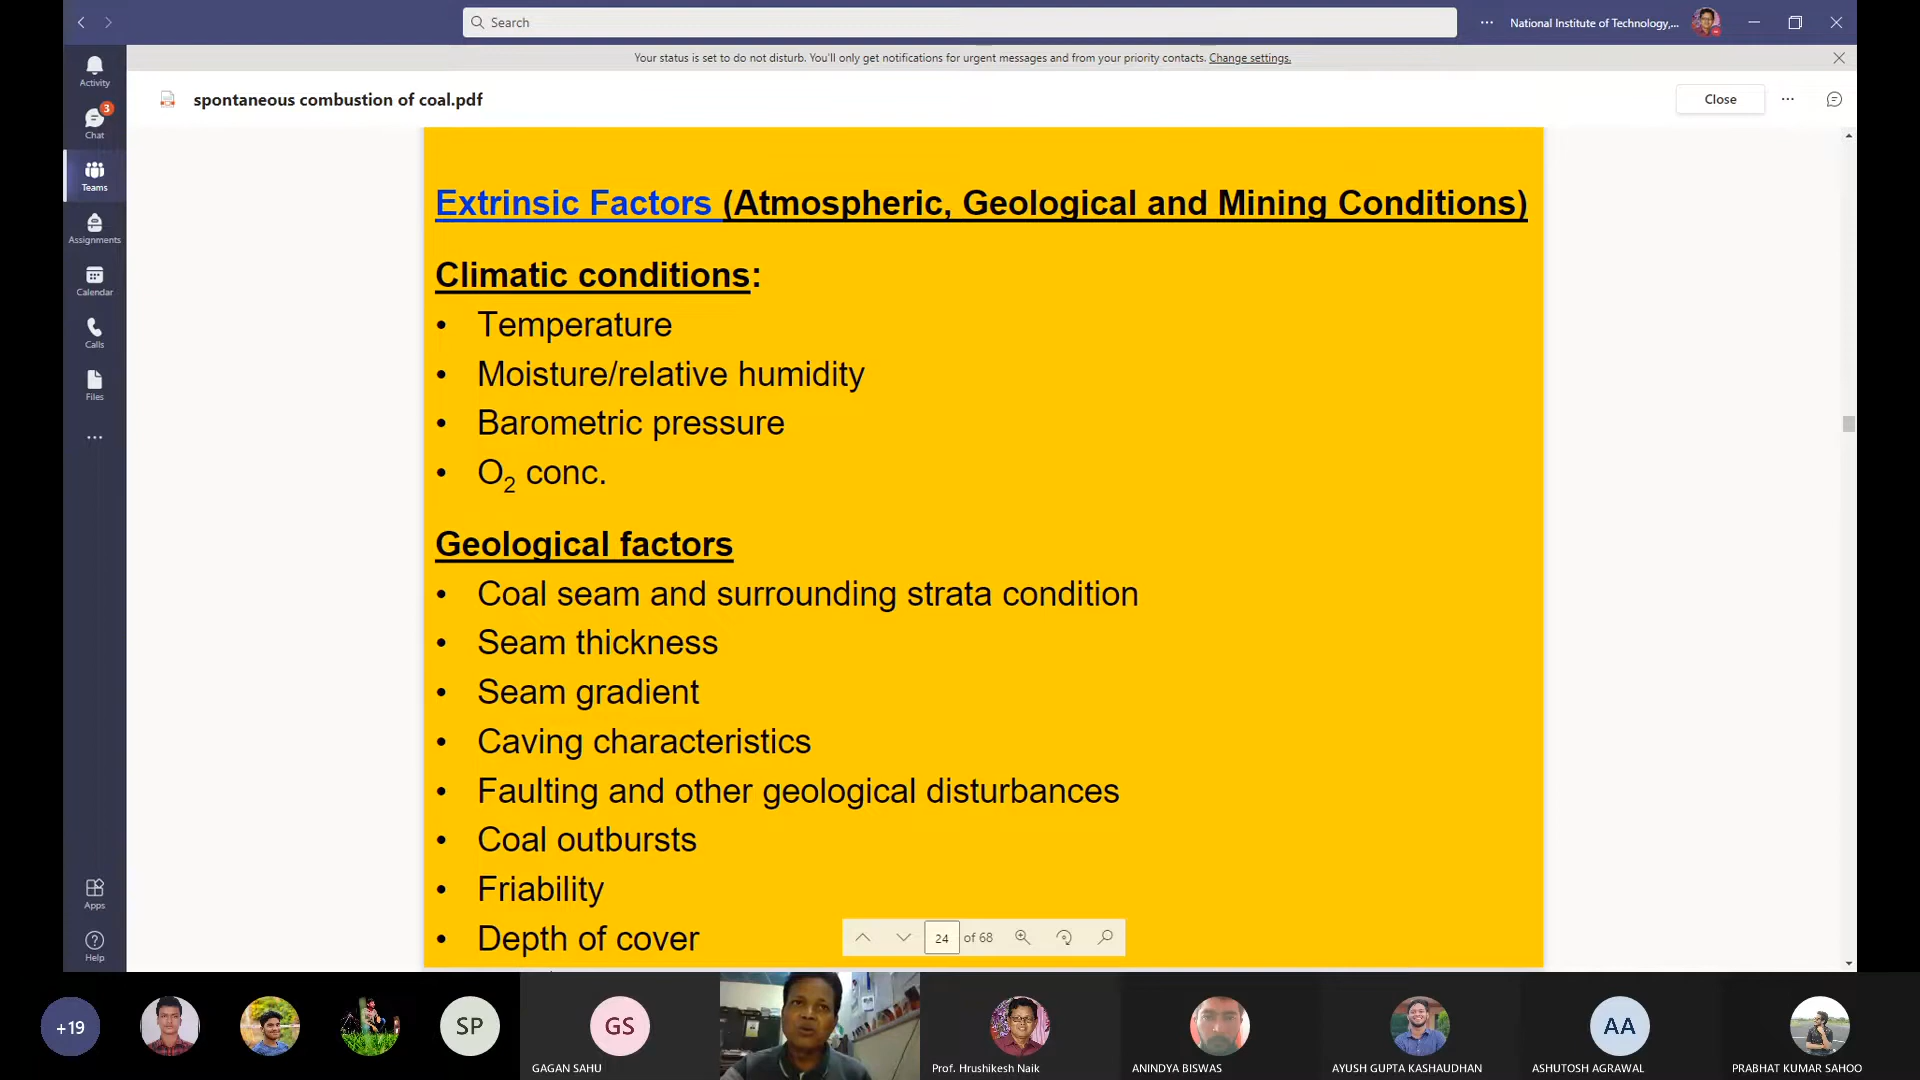 Search
National Institute of Technology,...
Your status is set to do not disturb. You'll only get notifications for urgent messages and from your priority contacts. Change settings.
Activity
3
Chat
Teams
Assignments
Calendar
Calls
Files
Apps
Help
spontaneous combustion of coal.pdf
Close
Extrinsic Factors (Atmospheric, Geological and Mining Conditions)
Climatic conditions:
• Temperature
• Moisture/relative humidity
• Barometric pressure
• O₂ conc.
Geological factors
• Coal seam and surrounding strata condition
• Seam thickness
• Seam gradient
• Caving characteristics
• Faulting and other geological disturbances
• Coal outbursts
• Friability
• Depth of cover
24 of 68
+19
SP
GS
GAGAN SAHU
Prof. Hrushikesh Naik
ANINDYA BISWAS
AYUSH GUPTA KASHAUDHAN
AA
ASHUTOSH AGRAWAL
PRABHAT KUMAR SAHOO